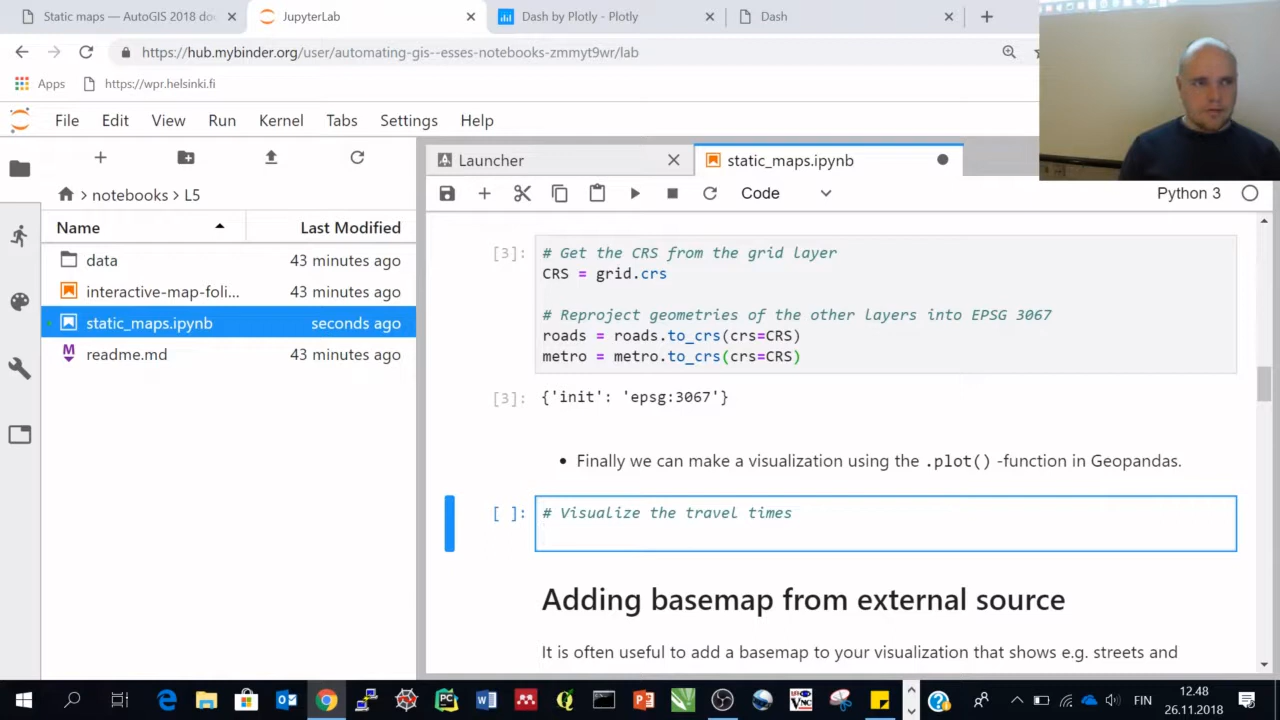 Static maps — AutoGIS 2018 do
JupyterLab
Dash by Plotly - Plotly
Dash
https://hub.mybinder.org/user/automating-gis--esses-notebooks-zmmyt9wr/lab
Apps
https://wpr.helsinki.fi
File Edit View Run Kernel Tabs Settings Help
Launcher
static_maps.ipynb
Code
Python 3
notebooks > L5
Name
Last Modified
data 43 minutes ago
interactive-map-foli... 43 minutes ago
static_maps.ipynb seconds ago
readme.md 43 minutes ago
[3]: # Get the CRS from the grid layer
CRS = grid.crs
# Reproject geometries of the other layers into EPSG 3067
roads = roads.to_crs(crs=CRS)
metro = metro.to_crs(crs=CRS)
[3]: {'init': 'epsg:3067'}
• Finally we can make a visualization using the .plot() -function in Geopandas.
[ ]: # Visualize the travel times
Adding basemap from external source
It is often useful to add a basemap to your visualization that shows e.g. streets and
FIN
12.48
26.11.2018